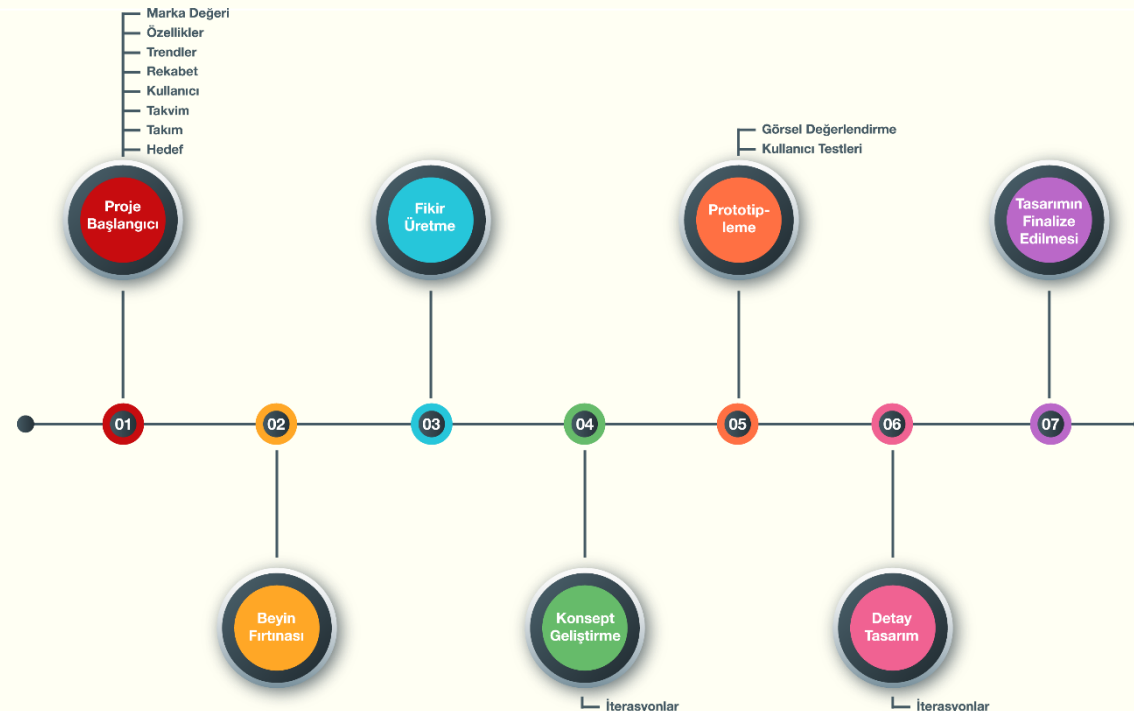 Marka Değeri
Özellikler
Trendler
Rekabet
Kullanıcı
Takvim
Takım
Hedef
Proje
Başlangıcı
Fikir
Üretme
Görsel Değerlendirme
Kullanıcı Testleri
Prototip-
leme
Tasarımın
Finalize
Edilmesi
01
02
03
04
05
06
07
Beyin
Fırtınası
Konsept
Geliştirme
İterasyonlar
Detay
Tasarım
İterasyonlar